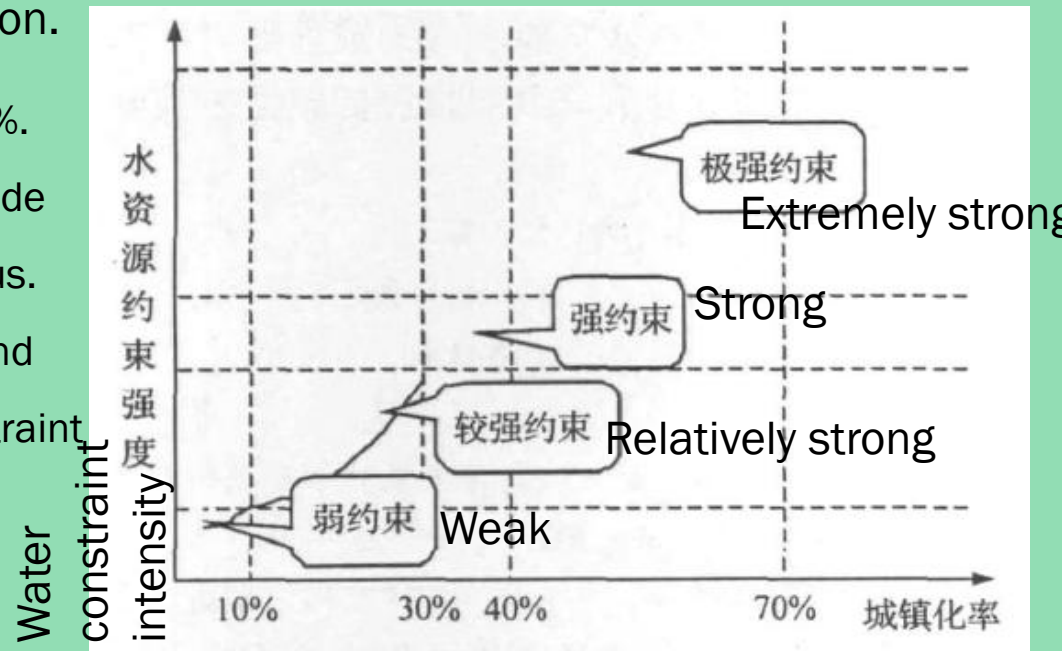 on.
%.
de
us.
nd
raint
水资源约束强度
Water
constraint
intensity
极强约束
Extremely strong
强约束
Strong
较强约束
Relatively strong
弱约束
Weak
10%
30%
40%
70%
城镇化率